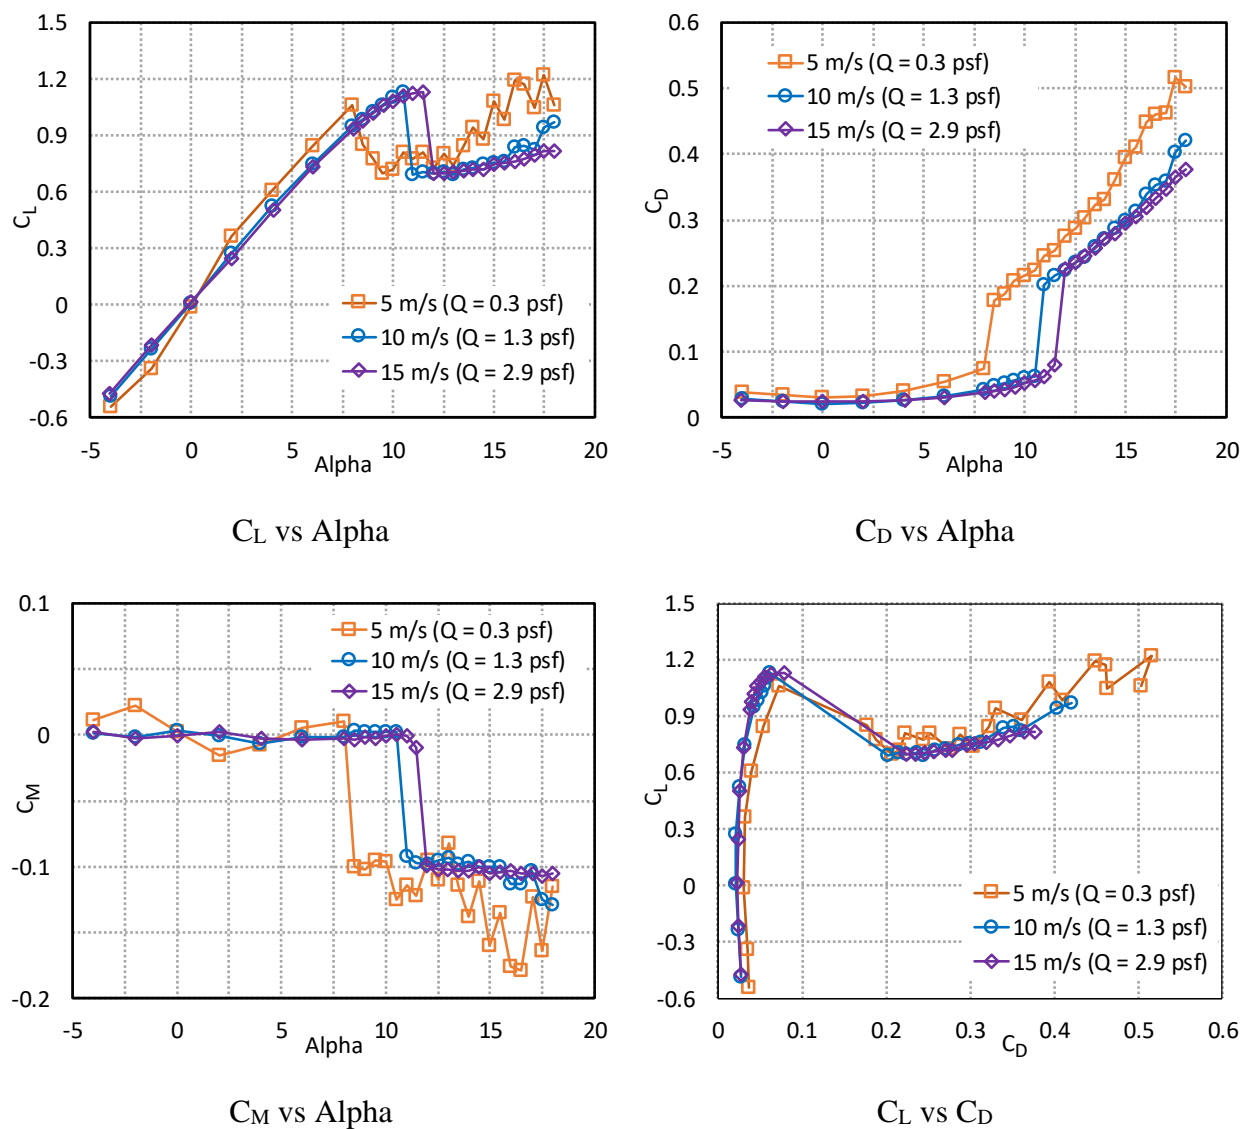 1.5
1.2
0.9
0.6
0.3
0
-0.3
-0.6
C_L
-5
0
5
10
15
20
Alpha
5 m/s (Q = 0.3 psf)
10 m/s (Q = 1.3 psf)
15 m/s (Q = 2.9 psf)
C_L vs Alpha
0.6
0.5
0.4
0.3
0.2
0.1
0
C_D
5 m/s (Q = 0.3 psf)
10 m/s (Q = 1.3 psf)
15 m/s (Q = 2.9 psf)
-5
0
5
10
15
20
Alpha
C_D vs Alpha
0.1
0
-0.1
-0.2
C_M
5 m/s (Q = 0.3 psf)
10 m/s (Q = 1.3 psf)
15 m/s (Q = 2.9 psf)
-5
0
5
10
15
20
Alpha
C_M vs Alpha
1.5
1.2
0.9
0.6
0.3
0
-0.3
-0.6
C_L
5 m/s (Q = 0.3 psf)
10 m/s (Q = 1.3 psf)
15 m/s (Q = 2.9 psf)
0
0.1
0.2
0.3
0.4
0.5
0.6
C_D
C_L vs C_D